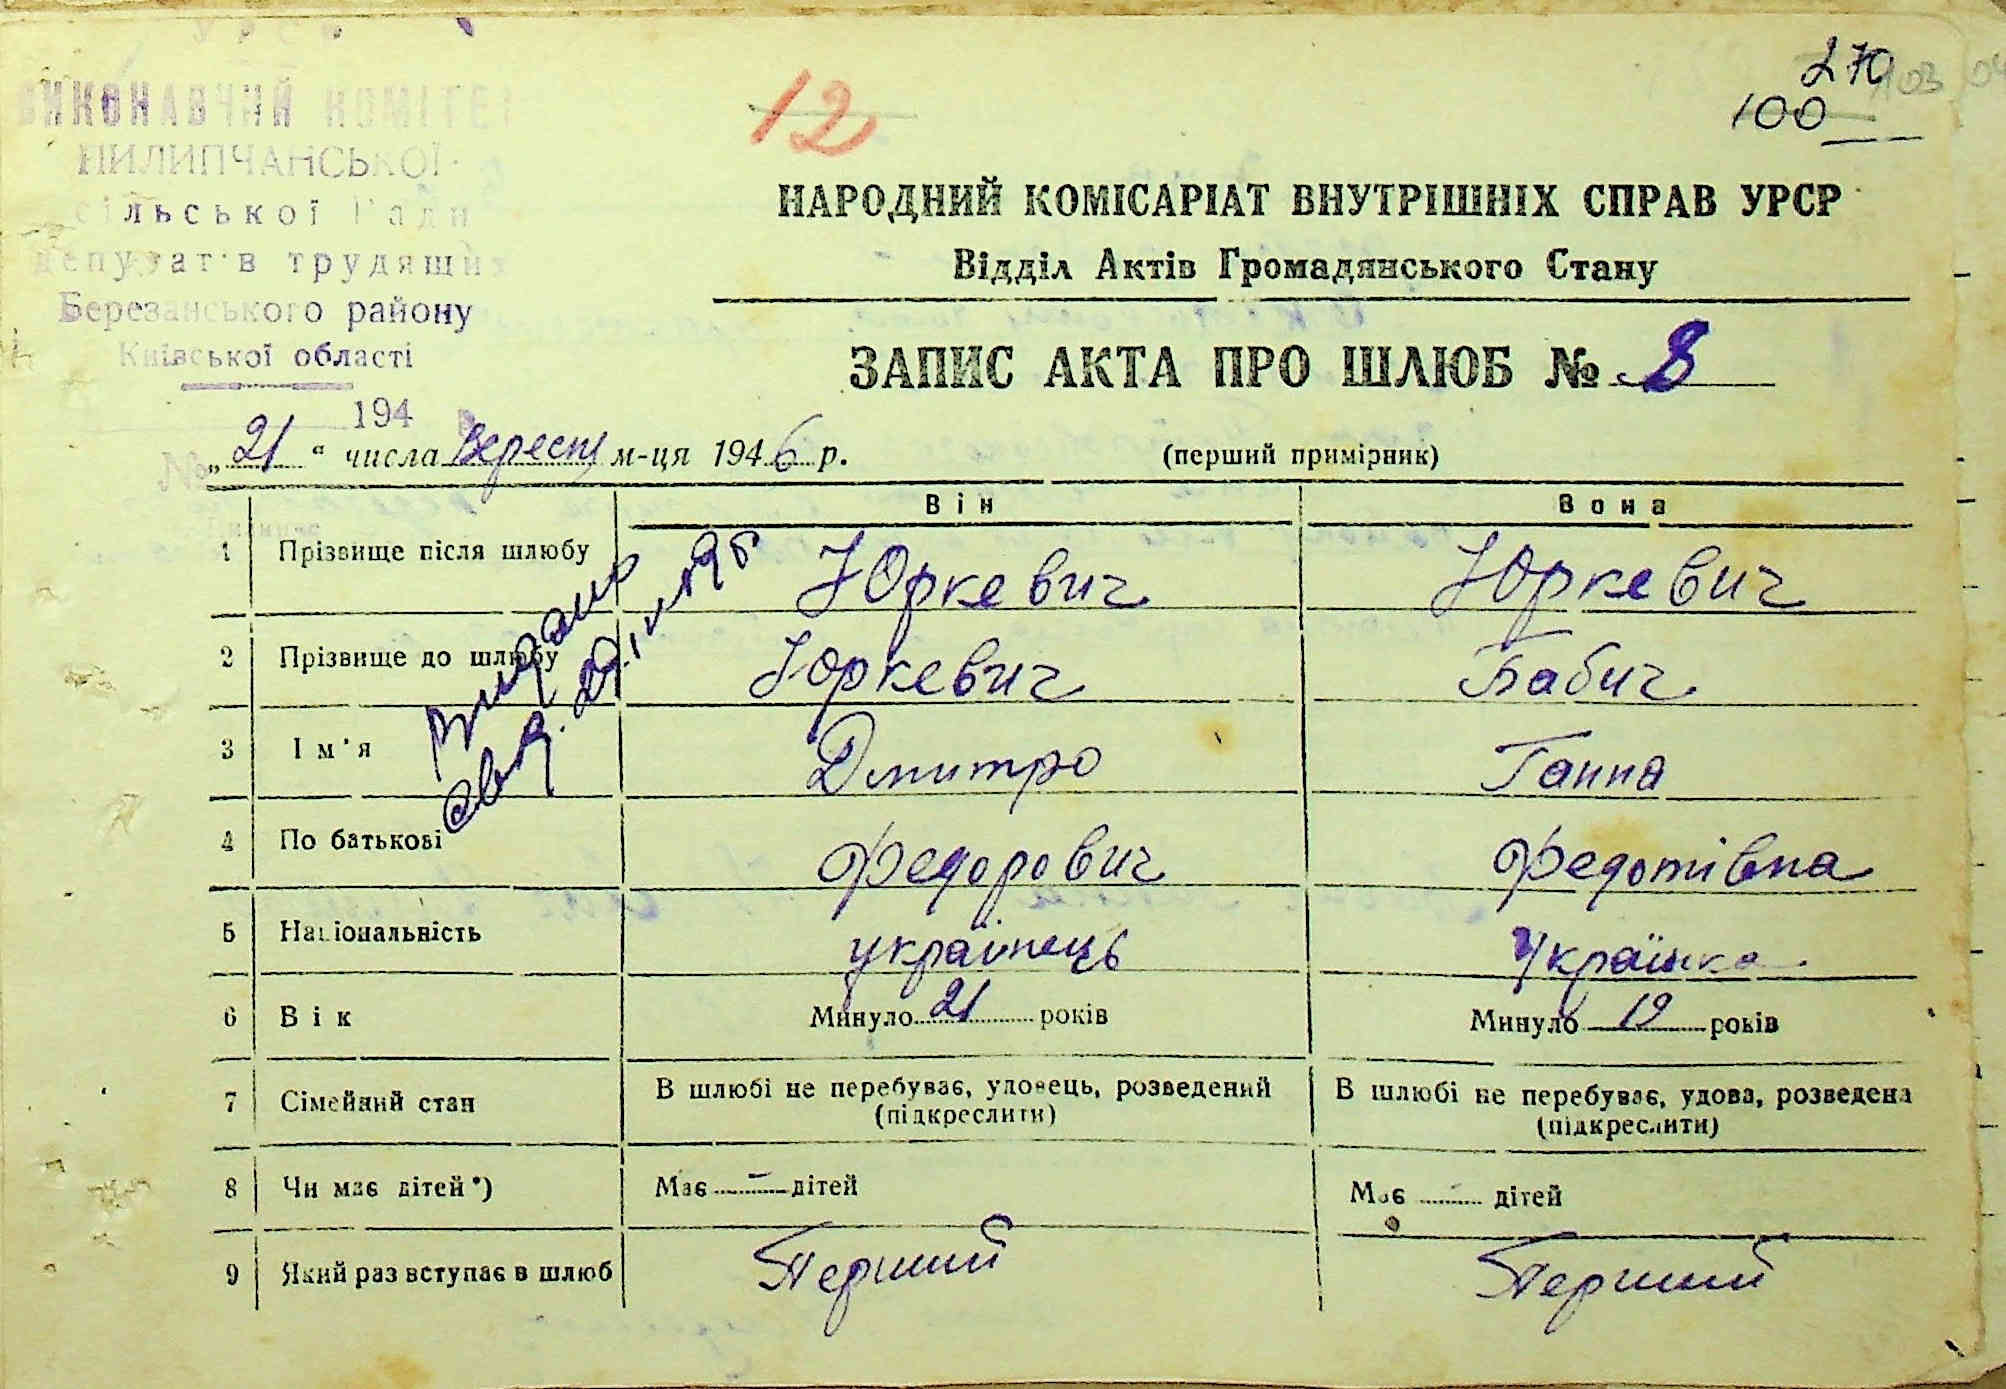 УРСР
ВИКОНАВЧИЙ КОМІТЕТ
ПИЛИПЧАНСЬКОЇ
сільської Ради
депутатів трудящих
Березанського району
Київської області
194
№
12
270
100
103
НАРОДНИЙ КОМІСАРІАТ ВНУТРІШНІХ СПРАВ УРСР
Відділ Актів Громадянського Стану
ЗАПИС АКТА ПРО ШЛЮБ № 8
„21“ числа Вересня м-ця 1946 р.
(перший примірник)
Він Вона
1 Прізвище після шлюбу Юркевич Юркевич
2 Прізвище до шлюбу Юркевич Бабич
3 Ім'я Дмитро Ганна
4 По батькові Федорович Федотівна
5 Національність українець Українка
6 Вік Минуло 21 років Минуло 19 років
7 Сімейний стан В шлюбі не перебуває, удовець, розведений (підкреслити) В шлюбі не перебуває, удова, розведена (підкреслити)
8 Чи має дітей*) Має - дітей Має - дітей
9 Який раз вступає в шлюб Перший Перший
Видано
свід.